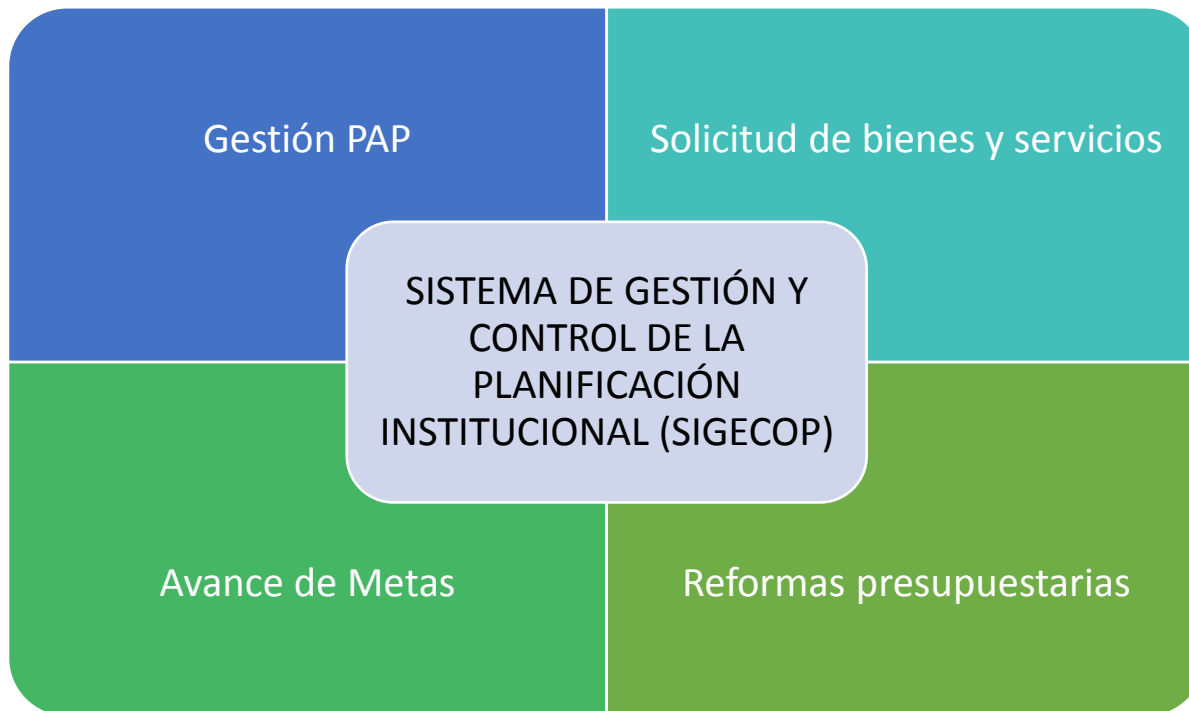 Gestión PAP
Solicitud de bienes y servicios
SISTEMA DE GESTIÓN Y
CONTROL DE LA
PLANIFICACIÓN
INSTITUCIONAL (SIGECOP)
Avance de Metas
Reformas presupuestarias